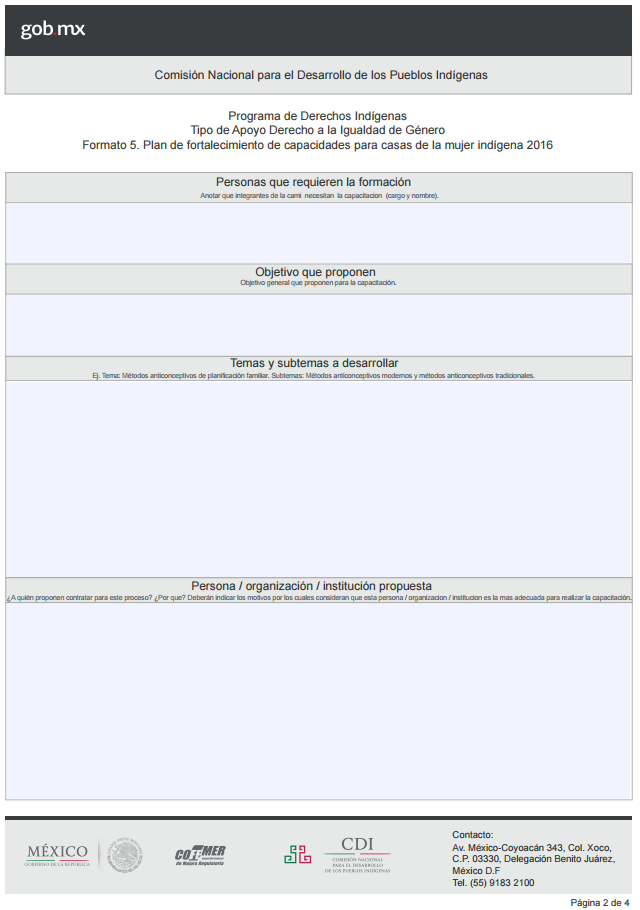 gob.mx
Comisión Nacional para el Desarrollo de los Pueblos Indígenas
Programa de Derechos Indígenas
Tipo de Apoyo Derecho a la Igualdad de Género
Formato 5. Plan de fortalecimiento de capacidades para casas de la mujer indígena 2016
Personas que requieren la formación
Anotar que integrantes de la cami necesitan la capacitacion (cargo y nombre).
Objetivo que proponen
Objetivo general que proponen para la capacitación.
Temas y subtemas a desarrollar
Ej. Tema: Métodos anticonceptivos de planificación familiar. Subtemas: Métodos anticonceptivos modernos y métodos anticonceptivos tradicionales.
Persona / organización / institución propuesta
¿A quién proponen contratar para este proceso? ¿Por que? Deberán indicar los motivos por los cuales consideran que esta persona / organizacion / institucion es la mas adecuada para realizar la capacitación.
MÉXICO
GOBIERNO DE LA REPÚBLICA
COFEMER
de Mejora Regulatoria
CDI
COMISIÓN NACIONAL
PARA EL DESARROLLO
DE LOS PUEBLOS INDÍGENAS
Contacto:
Av. México-Coyoacán 343, Col. Xoco,
C.P. 03330, Delegación Benito Juárez,
México D.F
Tel. (55) 9183 2100
Página 2 de 4